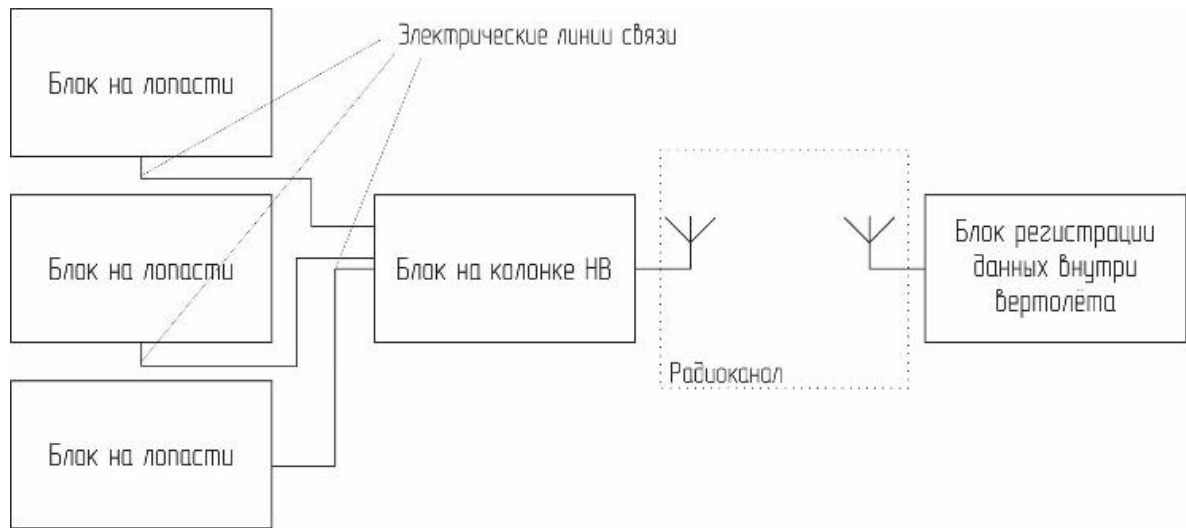 Электрические линии связи
Блок на лопасти
Блок на лопасти
Блок на колонке НВ
Блок регистрации
данных внутри
вертолёта
Радиоканал
Блок на лопасти